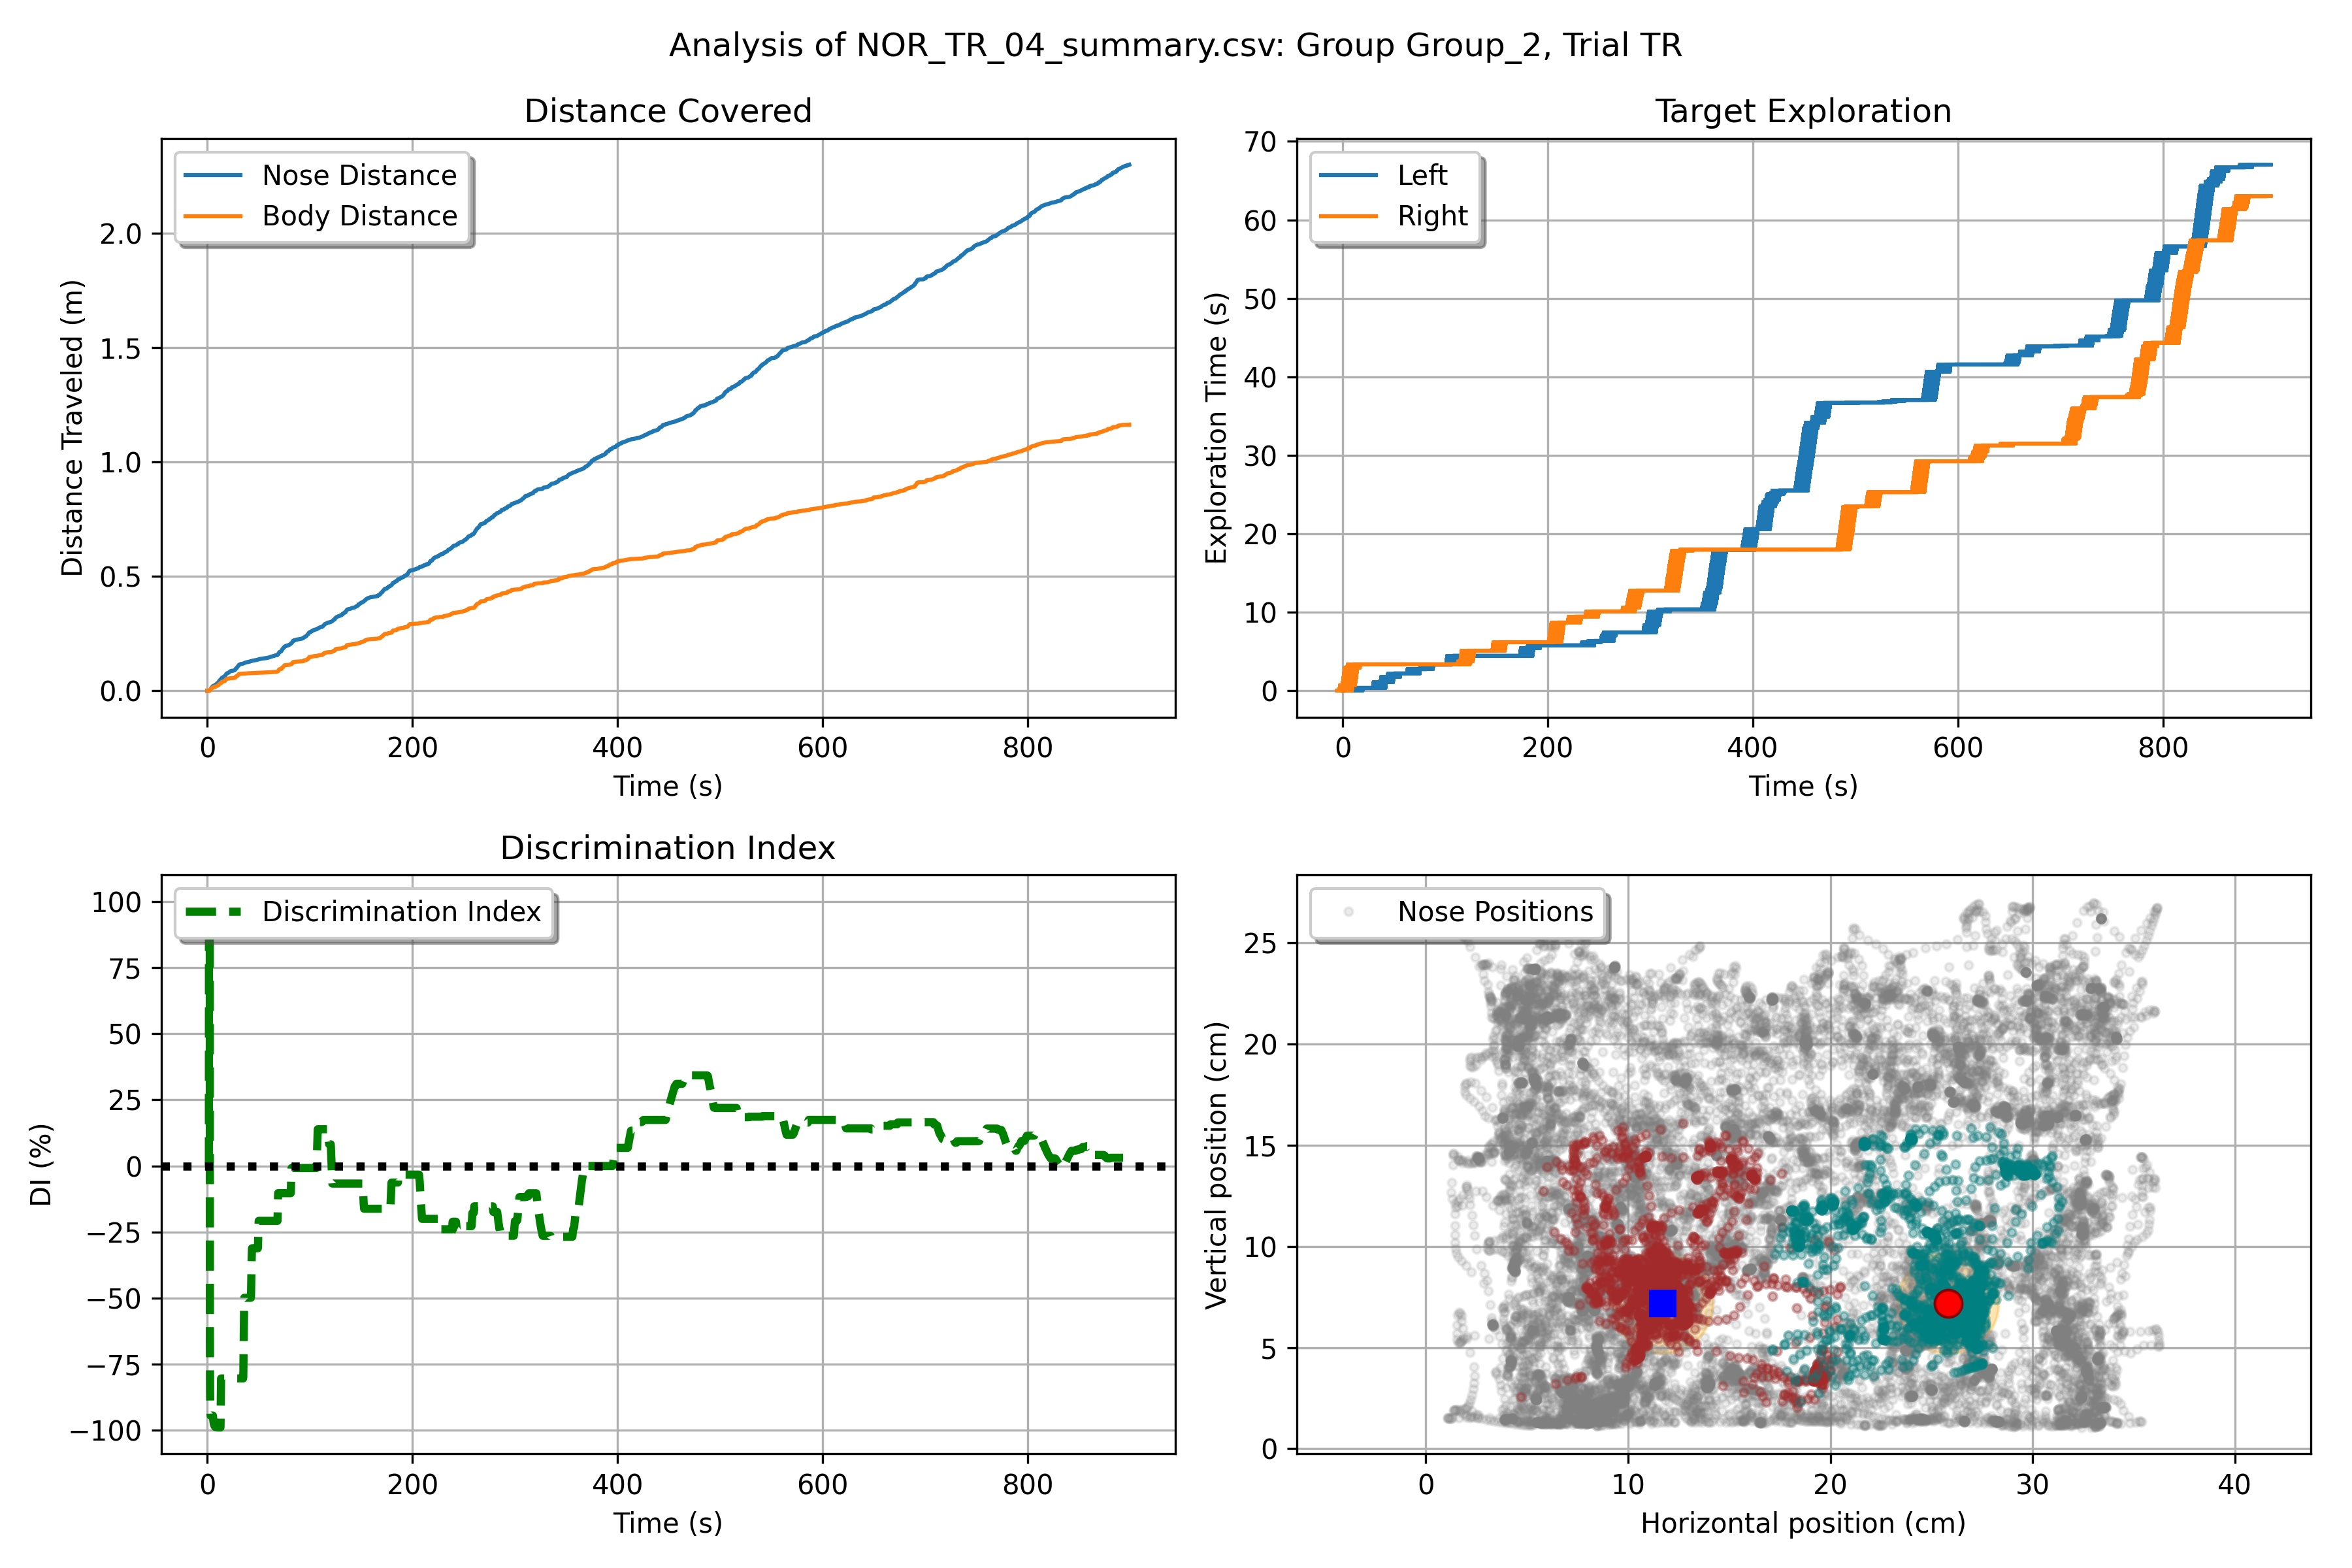 Analysis of NOR_TR_04_summary.csv: Group Group_2, Trial TR
Distance Covered
Nose Distance
Body Distance
2.0
1.5
1.0
0.5
0.0
Distance Traveled (m)
0 200 400 600 800
Time (s)
Target Exploration
Left
Right
70
60
50
40
30
20
10
0
Exploration Time (s)
0 200 400 600 800
Time (s)
Discrimination Index
Discrimination Index
100
75
50
25
0
−25
−50
−75
−100
DI (%)
0 200 400 600 800
Time (s)
Nose Positions
25
20
15
10
5
0
Vertical position (cm)
0 10 20 30 40
Horizontal position (cm)